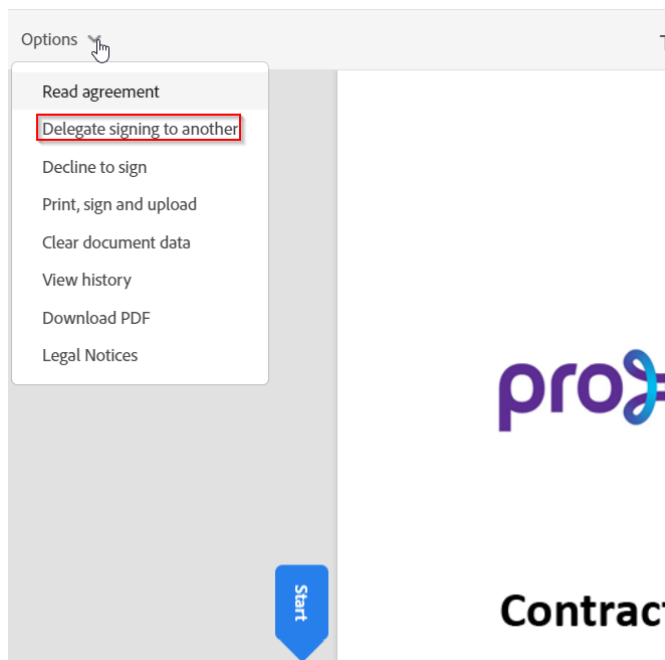 Options
Read agreement
Delegate signing to another
Decline to sign
Print, sign and upload
Clear document data
View history
Download PDF
Legal Notices
Start
Contract